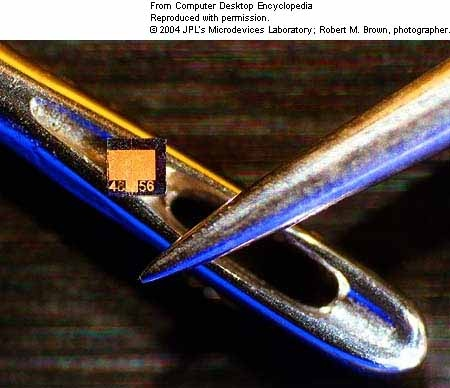 From Computer Desktop Encyclopedia
Reproduced with permission.
© 2004 JPL's Microdevices Laboratory; Robert M. Brown, photographer.
48 56